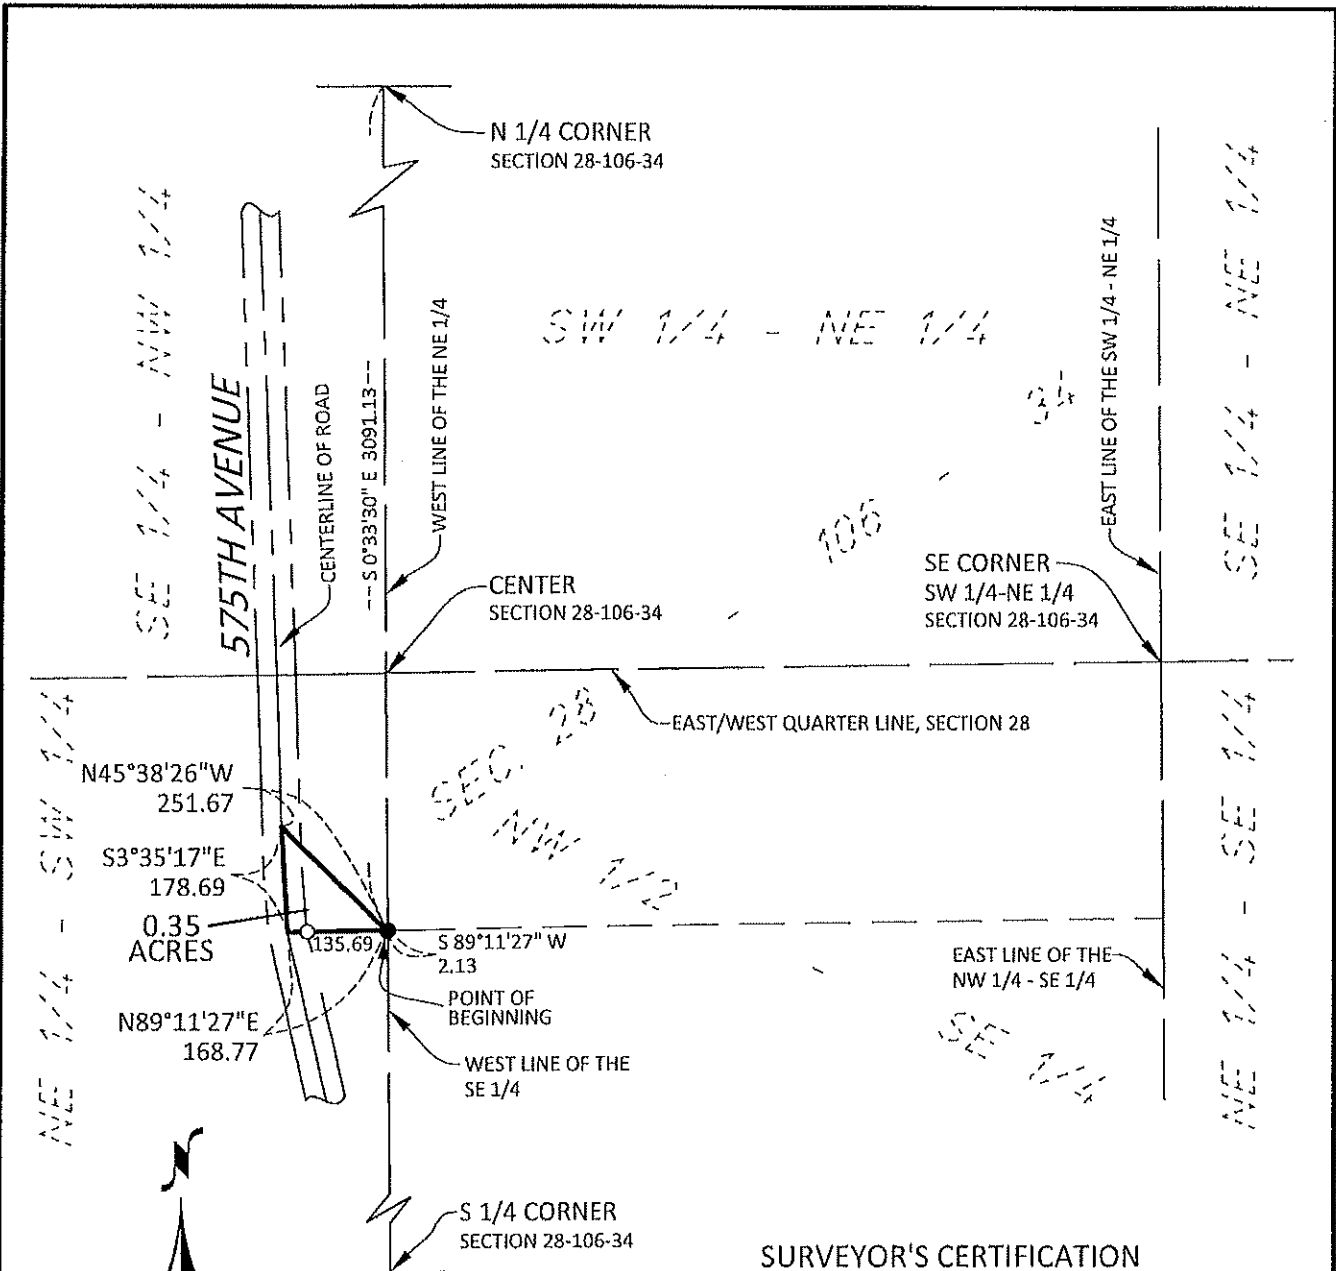 N 1/4 CORNER
SECTION 28-106-34
SE 1/4 - NW 1/4
575TH AVENUE
CENTERLINE OF ROAD
---S 0°33'30" E 3091.13---
WEST LINE OF THE NE 1/4
SW 1/4 - NE 1/4
34
106
EAST LINE OF THE SW 1/4 - NE 1/4
SE 1/4 - NE 1/4
CENTER
SECTION 28-106-34
SE CORNER
SW 1/4-NE 1/4
SECTION 28-106-34
EAST/WEST QUARTER LINE, SECTION 28
SEC. 28
NW 1/2
NE 1/4 - SW 1/4
N45°38'26"W
251.67
S3°35'17"E
178.69
0.35
ACRES
135.69
S 89°11'27" W
2.13
POINT OF
BEGINNING
N89°11'27"E
168.77
WEST LINE OF THE
SE 1/4
EAST LINE OF THE
NW 1/4 - SE 1/4
SE 1/4
NE 1/4 - SE 1/4
N
S 1/4 CORNER
SECTION 28-106-34
SURVEYOR'S CERTIFICATION